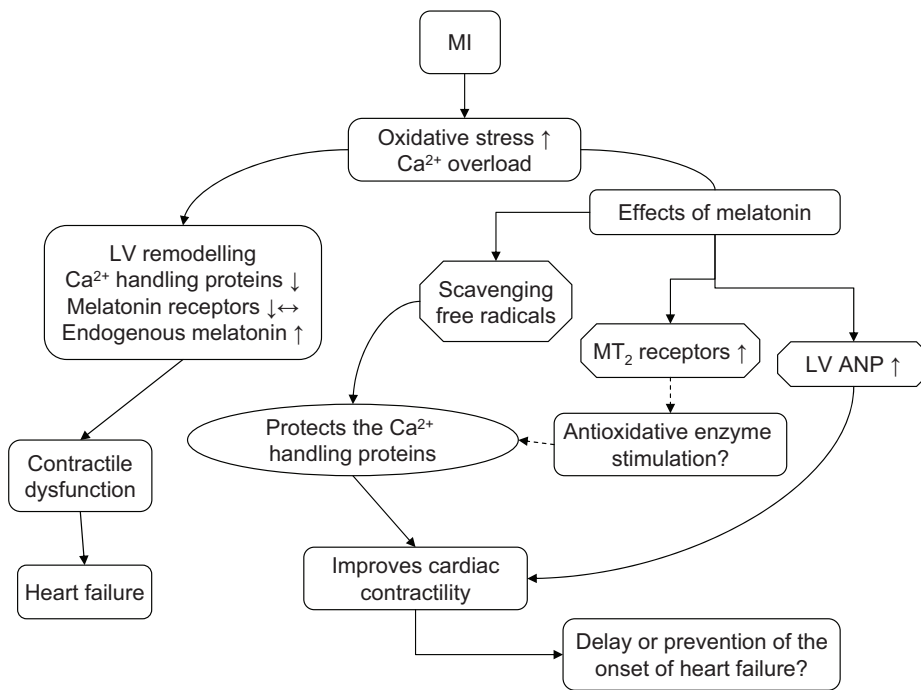 MI
Oxidative stress ↑
Ca²⁺ overload
Effects of melatonin
LV remodelling
Ca²⁺ handling proteins ↓
Melatonin receptors ↓↔
Endogenous melatonin ↑
Scavenging
free radicals
MT₂ receptors ↑
LV ANP ↑
Protects the Ca²⁺
handling proteins
Antioxidative enzyme
stimulation?
Contractile
dysfunction
Improves cardiac
contractility
Heart failure
Delay or prevention of the
onset of heart failure?